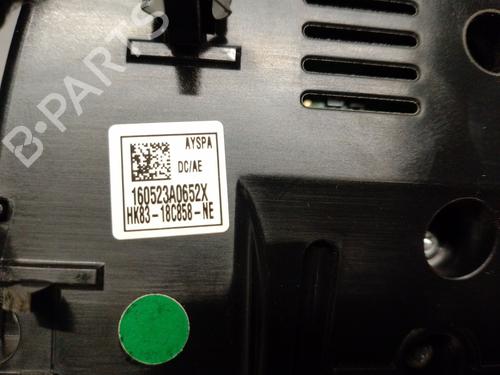 B-PARTS
AYSPA
DC/AE
160523A0652X
HK83-18C858-NE